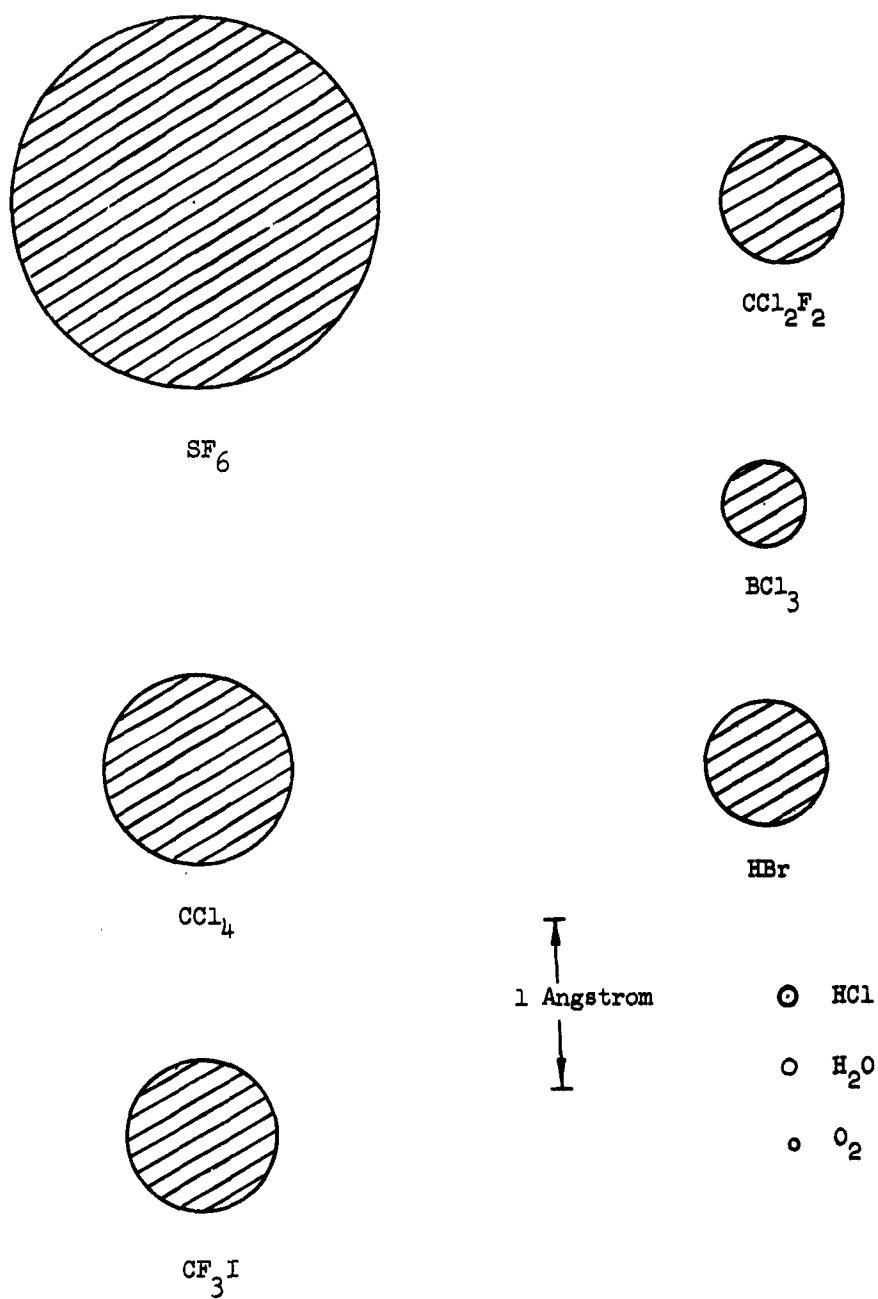 SF6
CCl2F2
BCl3
CCl4
HBr
1 Angstrom
HCl
H2O
O2
CF3I